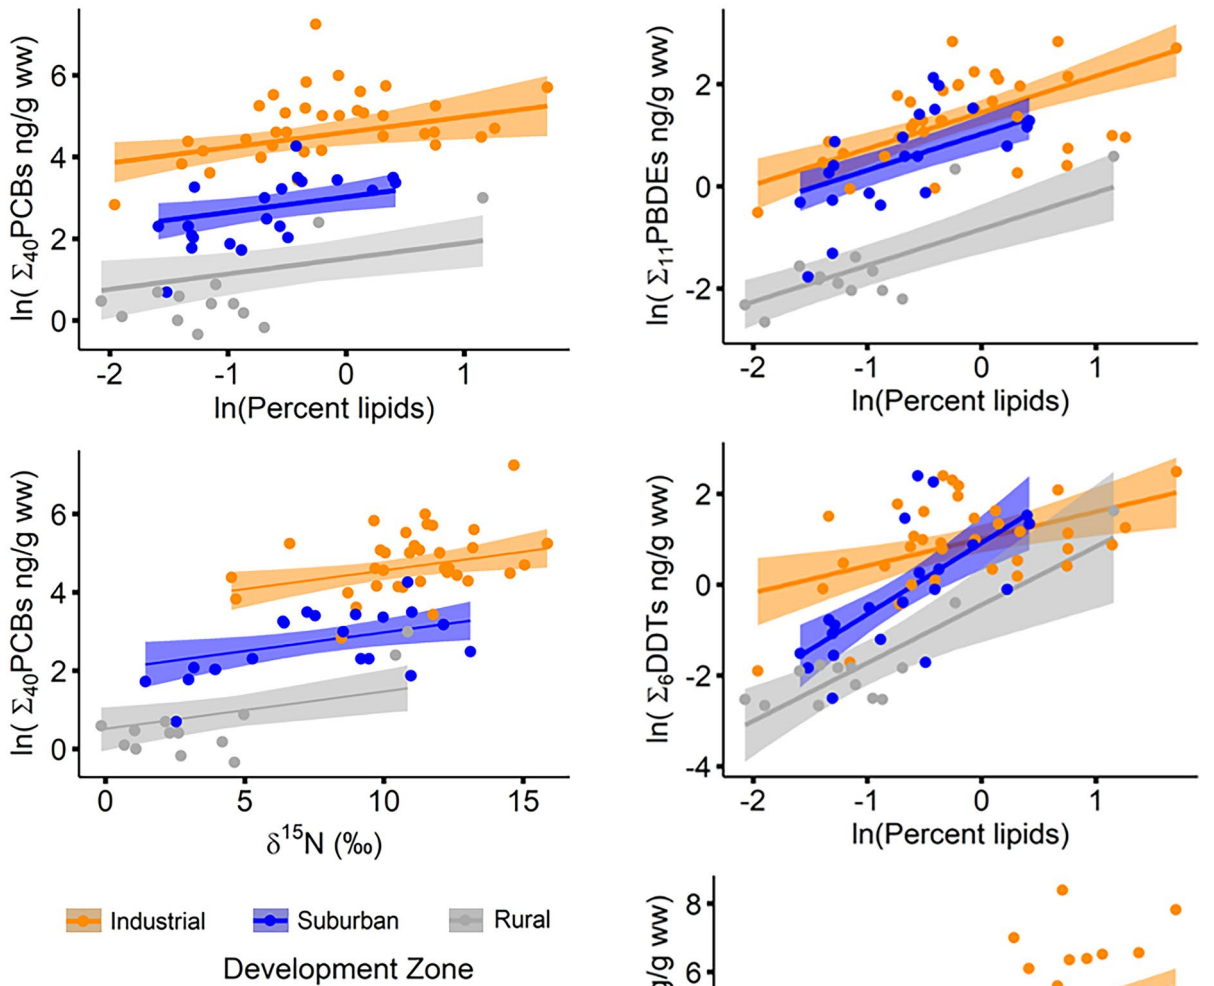 ln( Σ40PCBs ng/g ww)
6
4
2
0
-2 -1 0 1
ln(Percent lipids)
ln( Σ11PBDEs ng/g ww)
2
0
-2
-2 -1 0 1
ln(Percent lipids)
ln( Σ40PCBs ng/g ww)
6
4
2
0
0 5 10 15
δ15N (‰)
ln( Σ6DDTs ng/g ww)
2
0
-2
-4
-2 -1 0 1
ln(Percent lipids)
Industrial Suburban Rural
Development Zone
g/g ww)
8
6